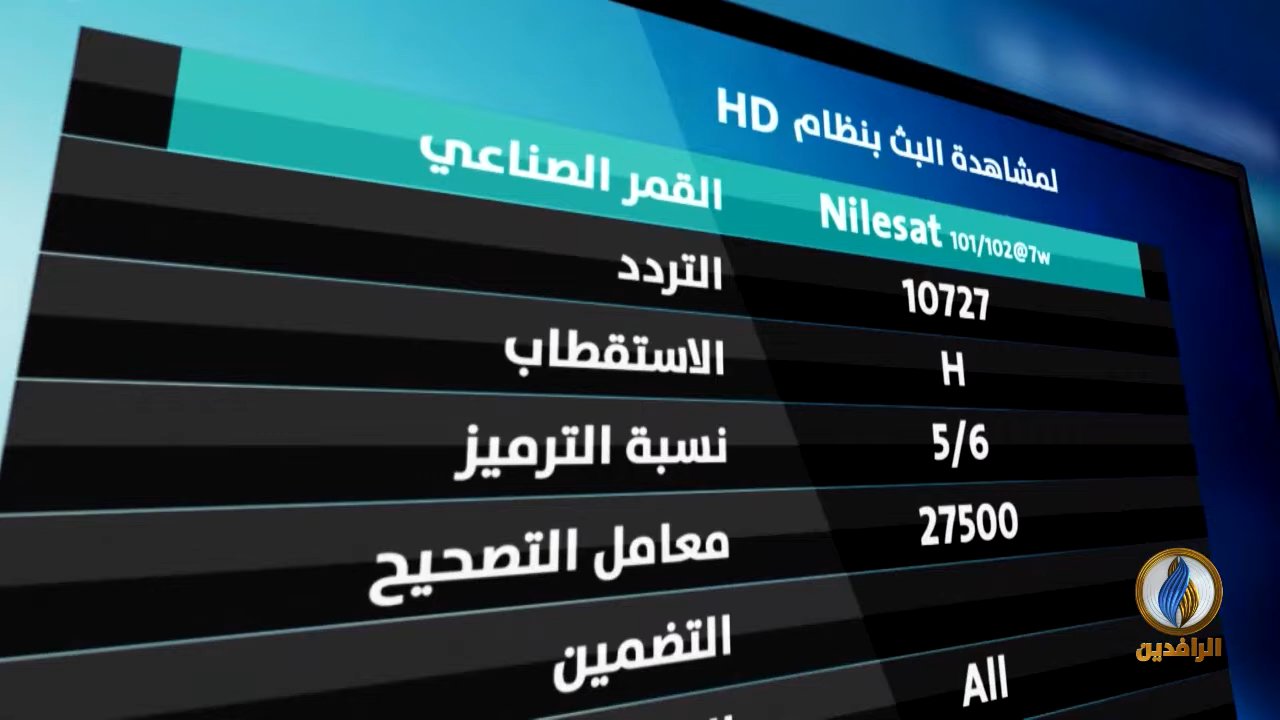 لمشاهدة البث بنظام HD
القمر الصناعي Nilesat 101/102@7w
التردد 10727
الاستقطاب H
نسبة الترميز 5/6
معامل التصحيح 27500
التضمين
All
الرافدين